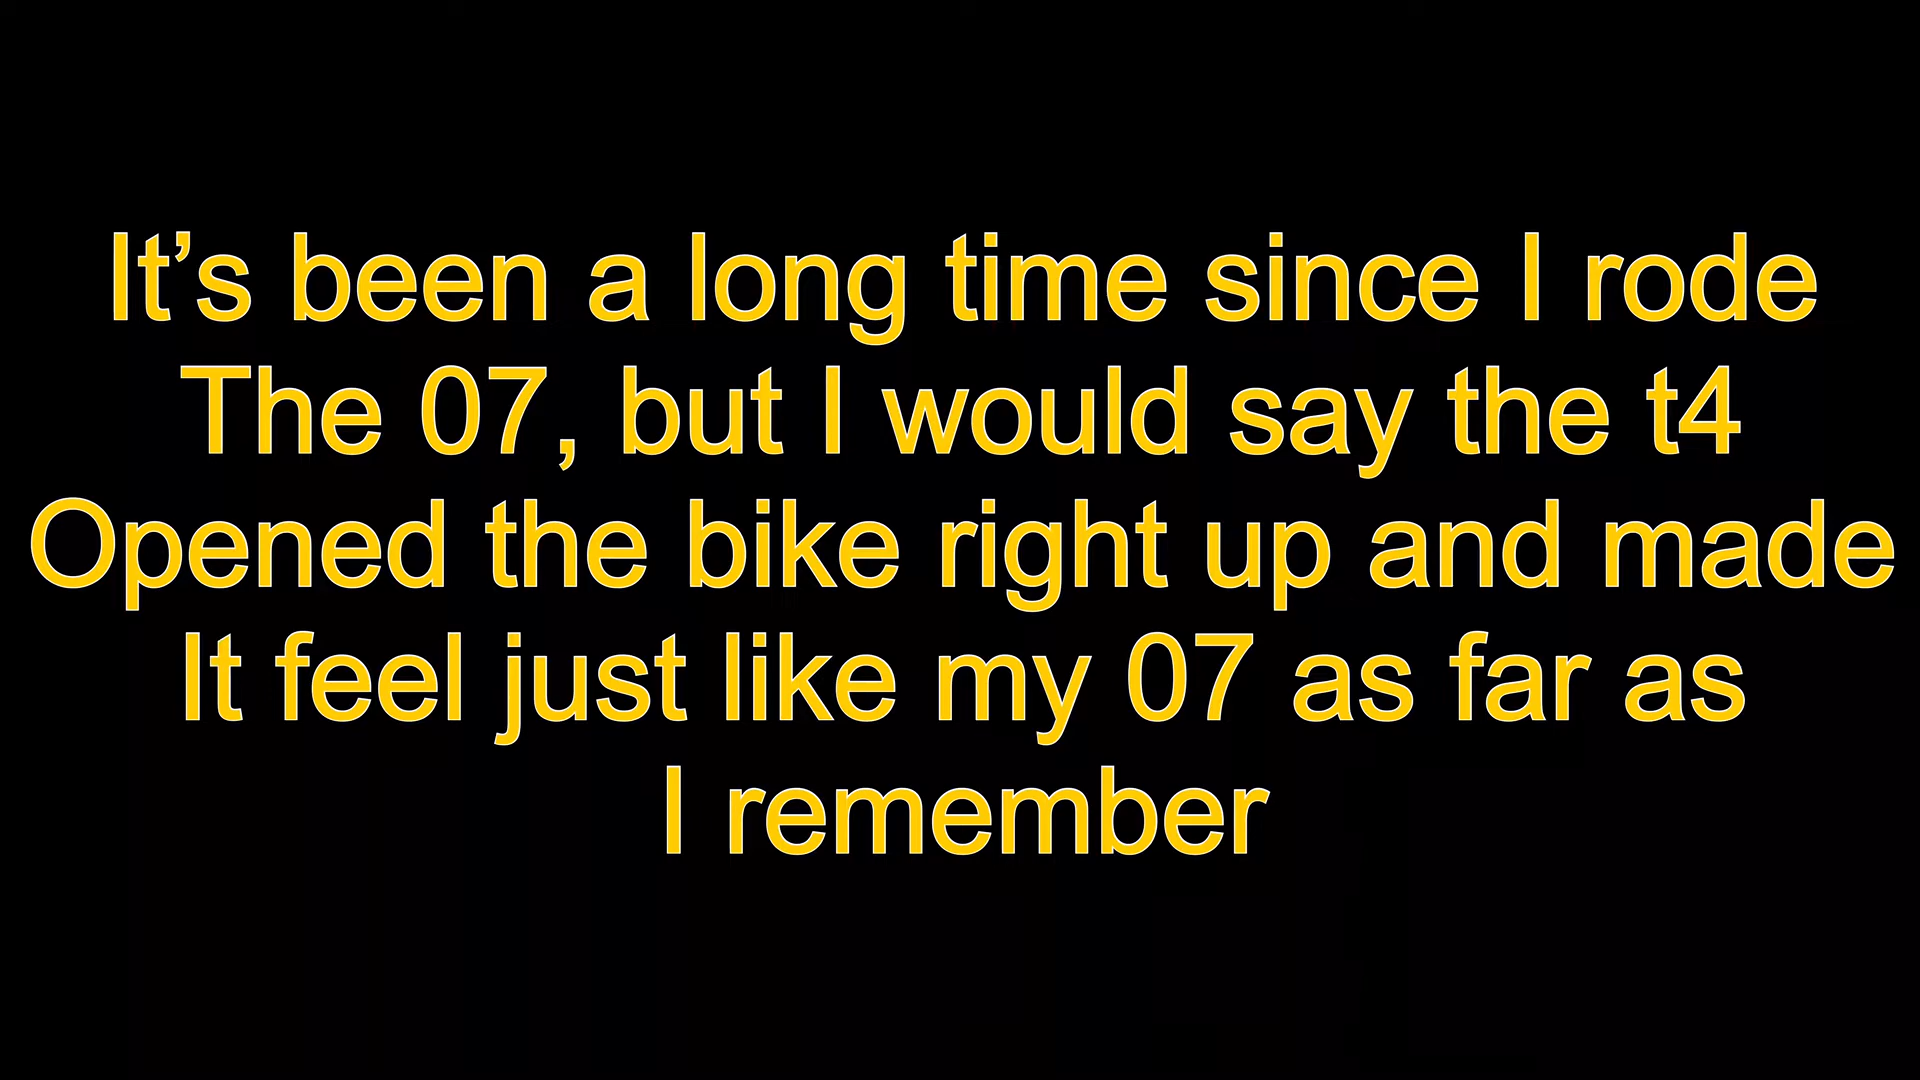 It’s been a long time since I rode
The 07, but I would say the t4
Opened the bike right up and made
It feel just like my 07 as far as
I remember